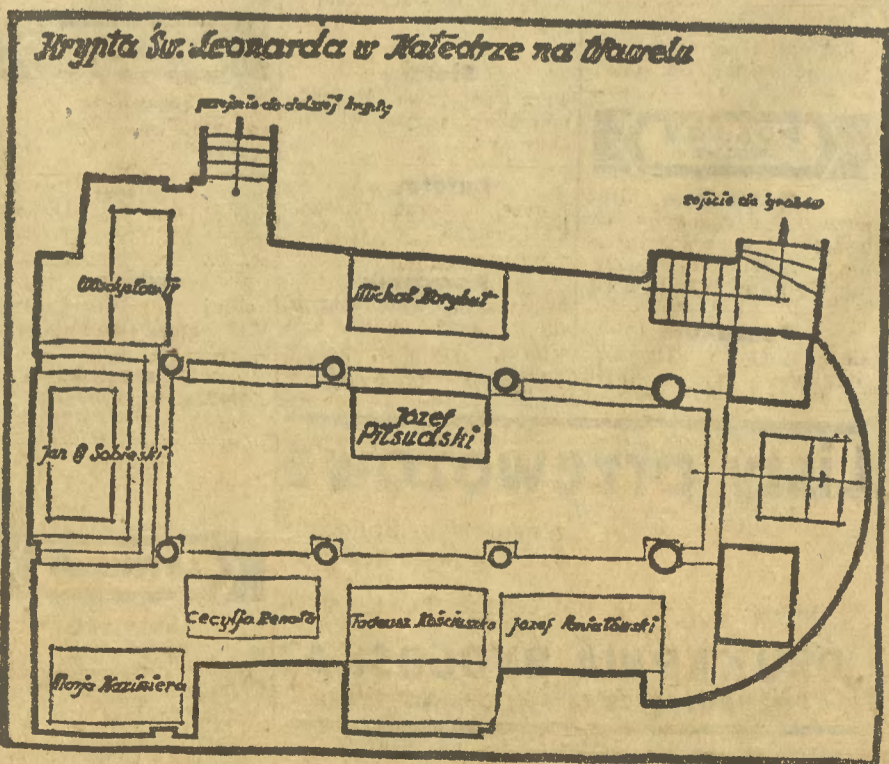 Krypta Św. Leonarda w Katedrze na Wawelu
przejście do dalszej krypty
zejście do grobów
Władysław IV
Michał Korybut
Józef
Piłsudski
Jan III Sobieski
Cecylja Renata
Tadeusz Kościuszko
Józef Poniatowski
Marja Kazimiera